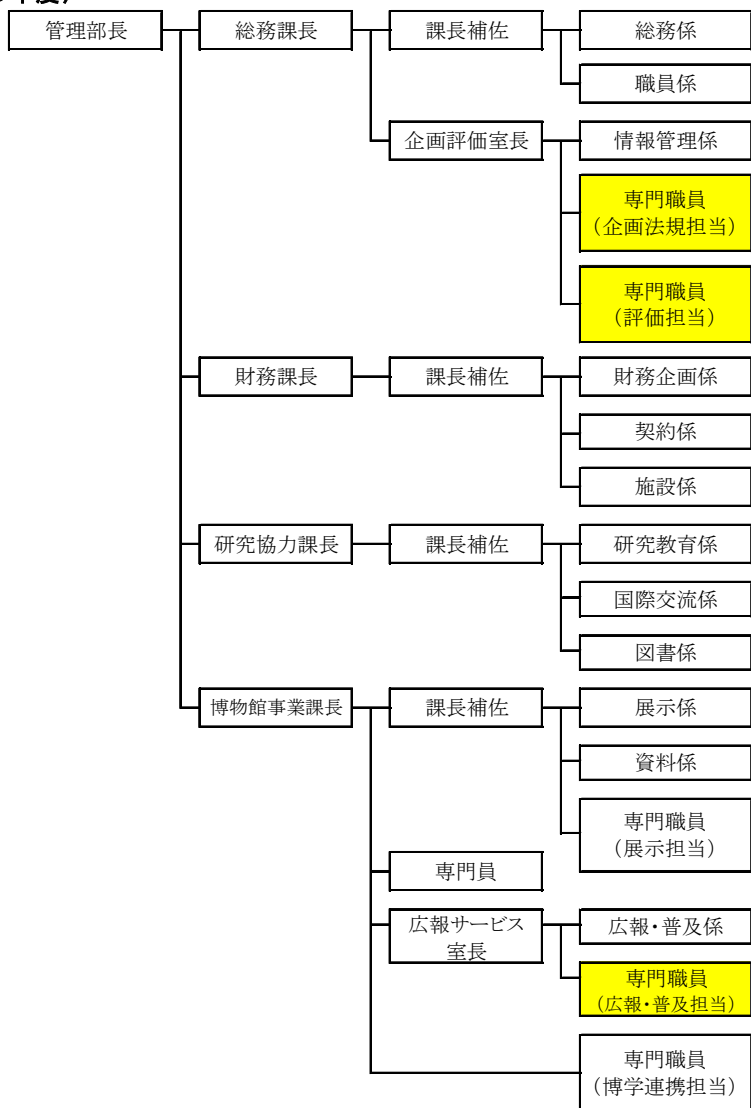 年度)
管理部長
総務課長
課長補佐
総務係
職員係
企画評価室長
情報管理係
専門職員
(企画法規担当)
専門職員
(評価担当)
財務課長
課長補佐
財務企画係
契約係
施設係
研究協力課長
課長補佐
研究教育係
国際交流係
図書係
博物館事業課長
課長補佐
展示係
資料係
専門職員
(展示担当)
専門員
広報サービス
室長
広報・普及係
専門職員
(広報・普及担当)
専門職員
(博学連携担当)